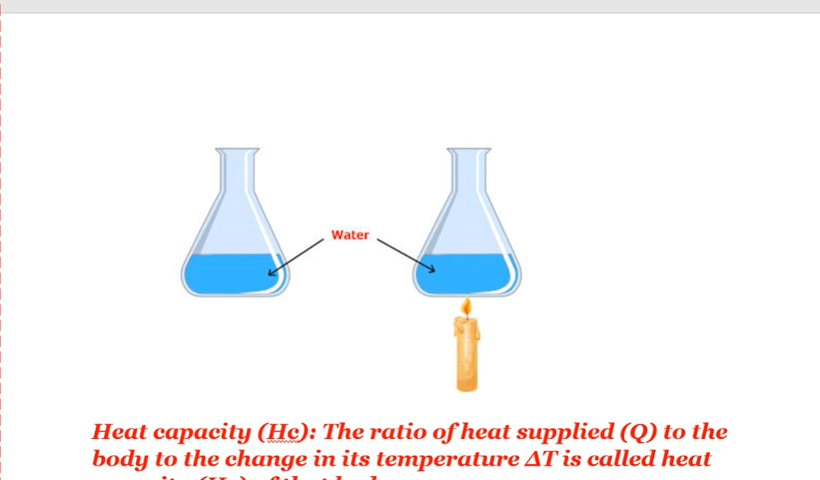 Water
Heat capacity (Hc): The ratio of heat supplied (Q) to the
body to the change in its temperature ΔT is called heat